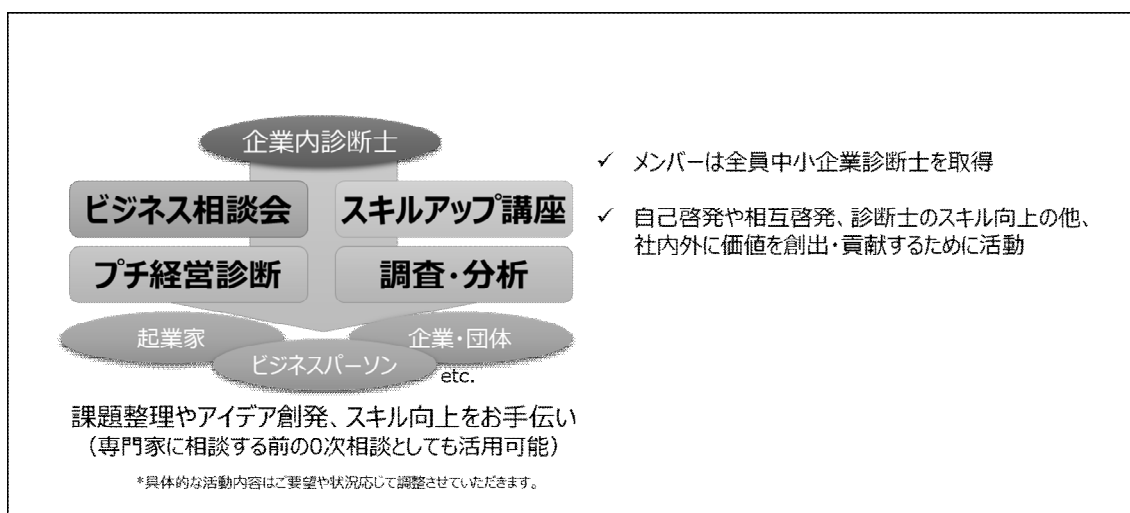 企業内診断士
ビジネス相談会
スキルアップ講座
プチ経営診断
調査・分析
起業家
企業・団体
ビジネスパーソン
etc.
課題整理やアイデア創発、スキル向上をお手伝い
（専門家に相談する前の0次相談としても活用可能）
*具体的な活動内容はご要望や状況応じて調整させていただきます。
✓ メンバーは全員中小企業診断士を取得
✓ 自己啓発や相互啓発、診断士のスキル向上の他、
社内外に価値を創出・貢献するために活動